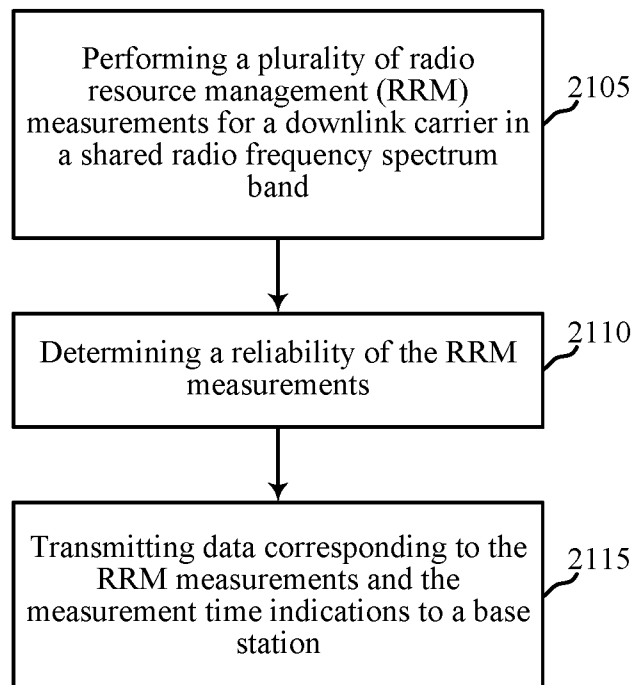 Performing a plurality of radio
resource management (RRM)
measurements for a downlink carrier in
a shared radio frequency spectrum
band
2105
Determining a reliability of the RRM
measurements
2110
Transmitting data corresponding to the
RRM measurements and the
measurement time indications to a base
station
2115